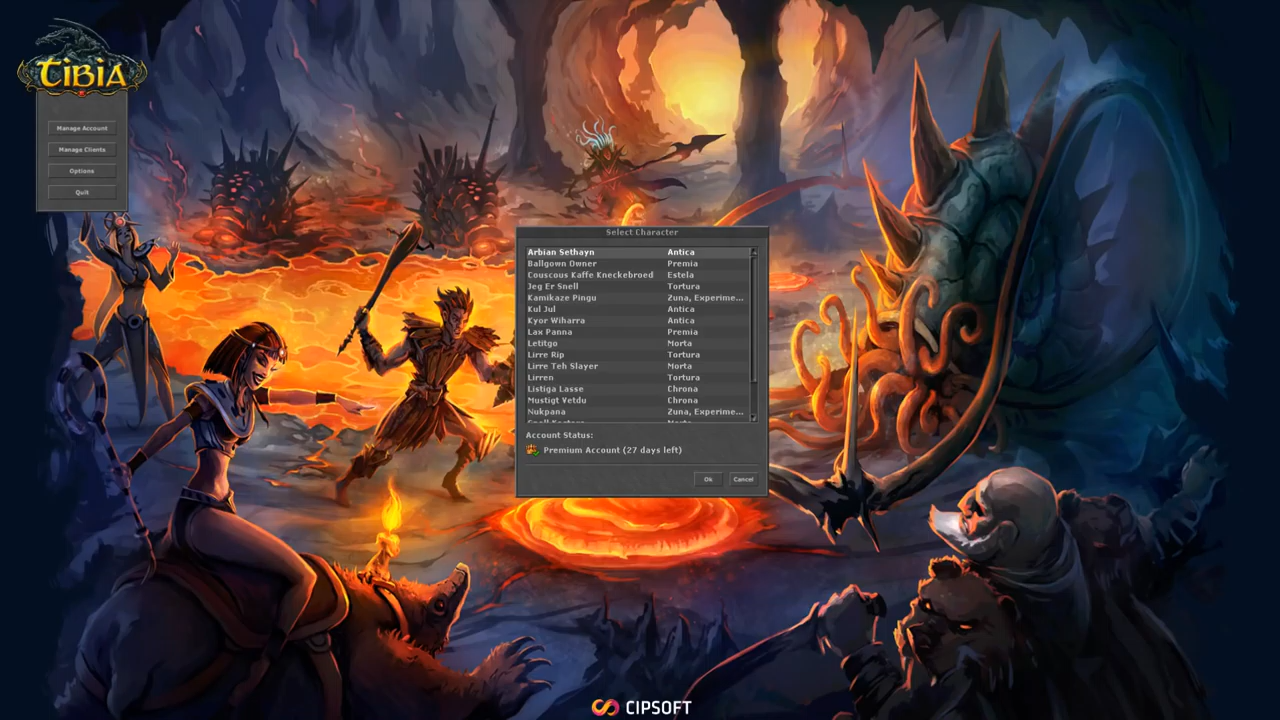 TIBIA
Manage Account
Manage Clients
Options
Quit
Select Character
Arbian Sethayn Antica
Ballgown Owner Premia
Couscous Kaffe Kneckebroed Estela
Jeg Er Snell Tortura
Kamikaze Pingu Zuna, Experime...
Kul Jul Antica
Kyor Wiharra Antica
Lax Panna Premia
Letitgo Morta
Lirre Rip Tortura
Lirre Teh Slayer Morta
Lirren Tortura
Listiga Lasse Chrona
Mustigt Vetdu Chrona
Nukpana Zuna, Experime...
Account Status:
Premium Account (27 days left)
Ok Cancel
CIPSOFT